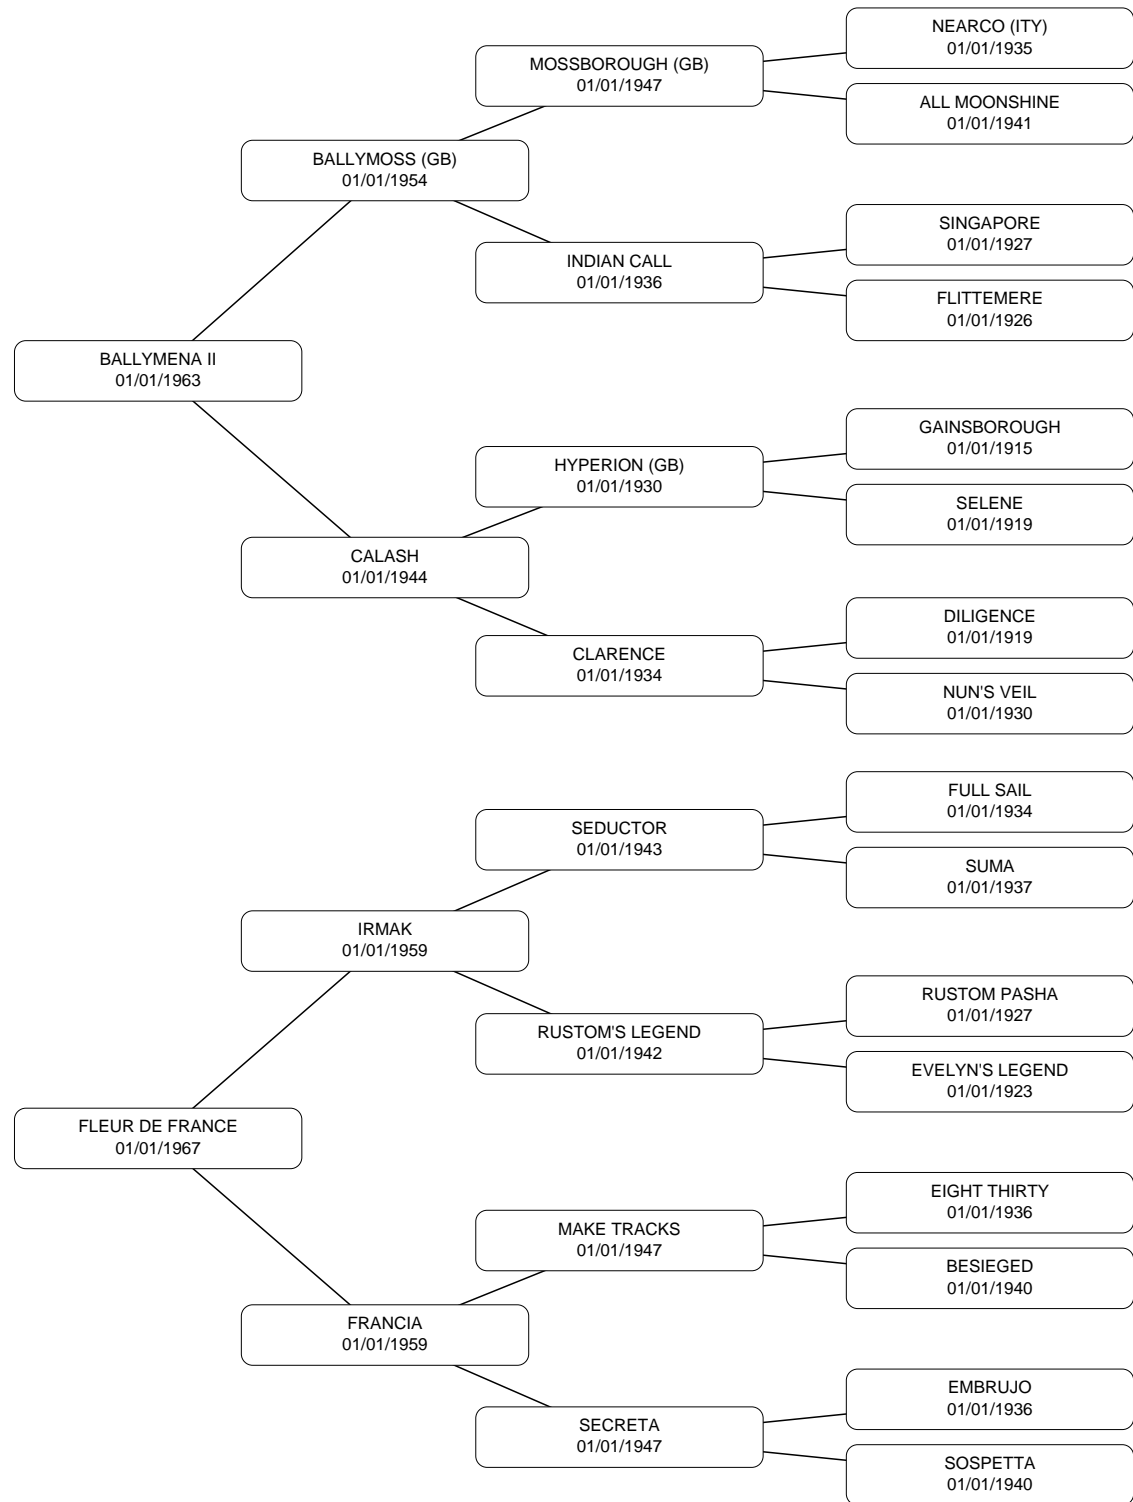 NEARCO (ITY)
01/01/1935
MOSSBOROUGH (GB)
01/01/1947
ALL MOONSHINE
01/01/1941
BALLYMOSS (GB)
01/01/1954
SINGAPORE
01/01/1927
INDIAN CALL
01/01/1936
FLITTEMERE
01/01/1926
BALLYMENA II
01/01/1963
GAINSBOROUGH
01/01/1915
HYPERION (GB)
01/01/1930
SELENE
01/01/1919
CALASH
01/01/1944
DILIGENCE
01/01/1919
CLARENCE
01/01/1934
NUN'S VEIL
01/01/1930
FULL SAIL
01/01/1934
SEDUCTOR
01/01/1943
SUMA
01/01/1937
IRMAK
01/01/1959
RUSTOM PASHA
01/01/1927
RUSTOM'S LEGEND
01/01/1942
EVELYN'S LEGEND
01/01/1923
FLEUR DE FRANCE
01/01/1967
EIGHT THIRTY
01/01/1936
MAKE TRACKS
01/01/1947
BESIEGED
01/01/1940
FRANCIA
01/01/1959
EMBRUJO
01/01/1936
SECRETA
01/01/1947
SOSPETTA
01/01/1940